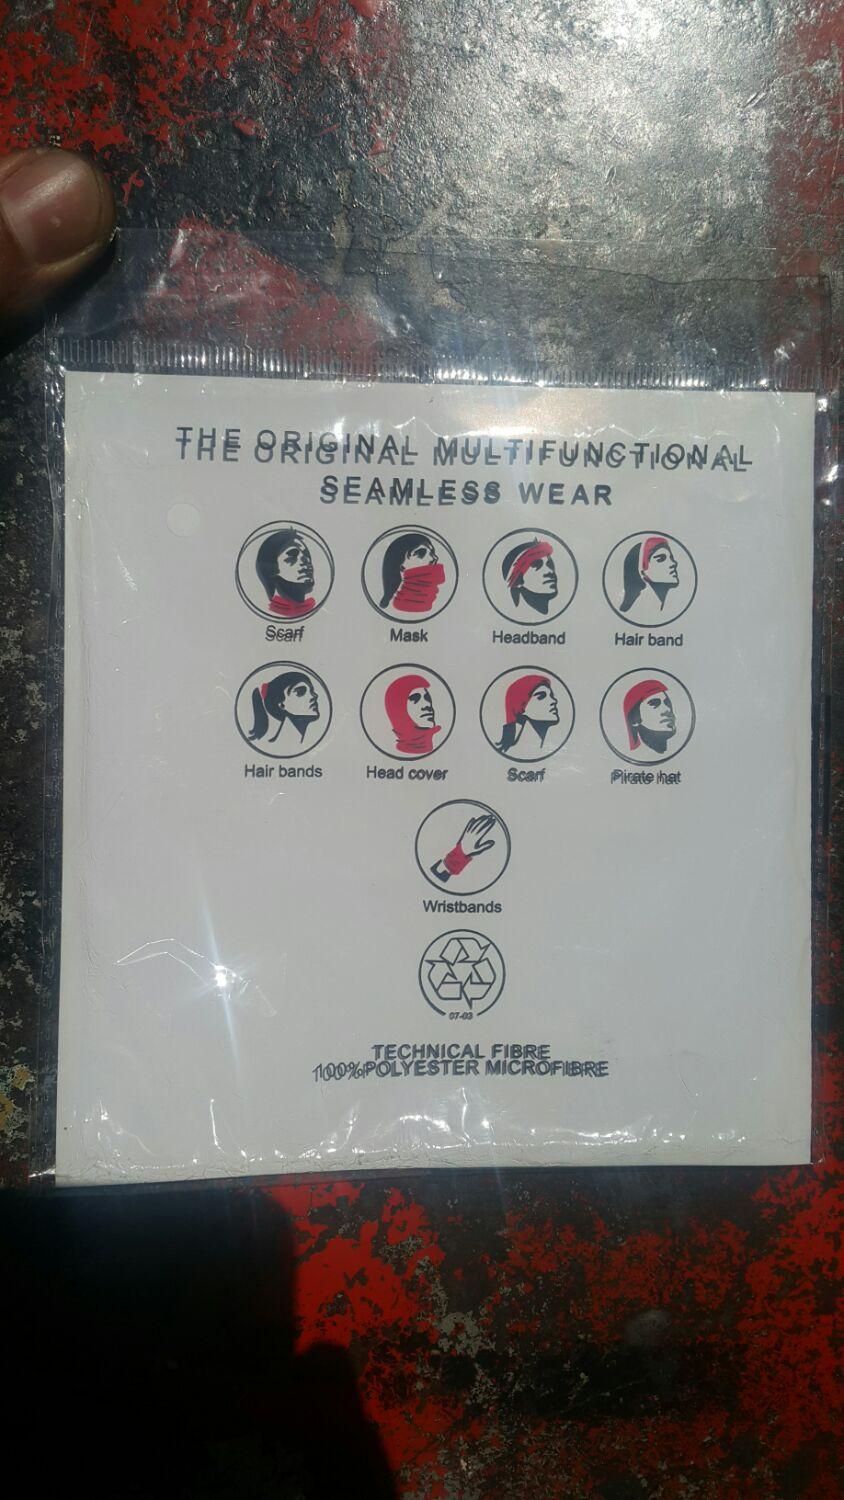 THE ORIGINAL MULTIFUNCTIONAL
SEAMLESS WEAR
Scarf Mask Headband Hair band
Hair bands Head cover Scarf Pirate hat
Wristbands
07-03
TECHNICAL FIBRE
100%POLYESTER MICROFIBRE